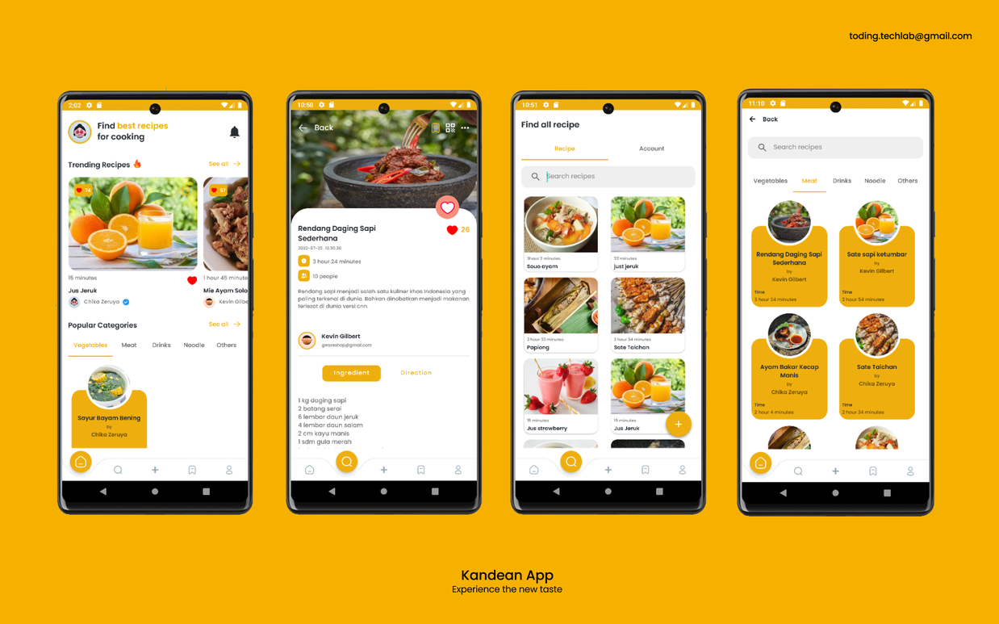 toding.techlab@gmail.com
2:02
Find best recipes
for cooking
Trending Recipes
See all
74
57
15 minutes
1 hour 45 minute
Jus Jeruk
Mie Ayam Solo
Chika Zeruya
Kevin Gilbe
Popular Categories
See all
Vegetables
Meat
Drinks
Noodle
Others
Sayur Bayam Bening
by
Chika Zeruya
10:50
Back
Rendang Daging Sapi
Sederhana
26
2022-07-22 12.30.30
3 hour 24 minutes
10 people
Rendang sapi menjadi salah satu kuliner khas Indonesia yang
paling terkenal di dunia. Bahkan dinobatkan menjadi makanan
terlezat di dunia versi cnn.
Kevin Gilbert
gwsreshop@gmail.com
Ingredient
Direction
1 kg daging sapi
2 batang serai
6 lembar daun jeruk
4 lembar daun salam
2 cm kayu manis
1 sdm gula merah
10:51
Find all recipe
Recipe
Account
Search recipes
3hour 3 minutes
33 minutes
Souo ayam
just jeruk
3 hour 32 minutes
3 hour 34 minutes
Papiong
Sate Taichan
15 minutes
15 minutes
Jus strawberry
Jus Jeruk
11:10
Back
Search recipes
Vegetables
Meat
Drinks
Noodle
Others
Rendang Daging Sapi
Sederhana
by
Kevin Gilbert
Time
3 hour 24 minutes
Sate sapi ketumbar
by
Kevin Gilbert
Time
2 hour 54 minutes
Ayam Bakar Kecap
Manis
by
Chika Zeruya
Time
2 hour 4 minutes
Sate Taichan
by
Chika Zeruya
Time
2 hour 34 minutes
Kandean App
Experience the new taste